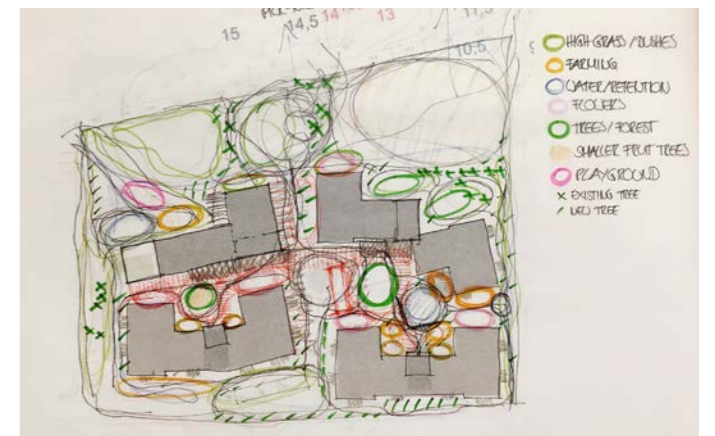 15
14,5
14
13
10,5
HIGH GRASS / BUSHES
FARMING
WATER/RETENTION
FLOWERS
TREES/FOREST
SMALLER FRUIT TREES
PLAYGROUND
× EXISTING TREE
/ NEW TREE